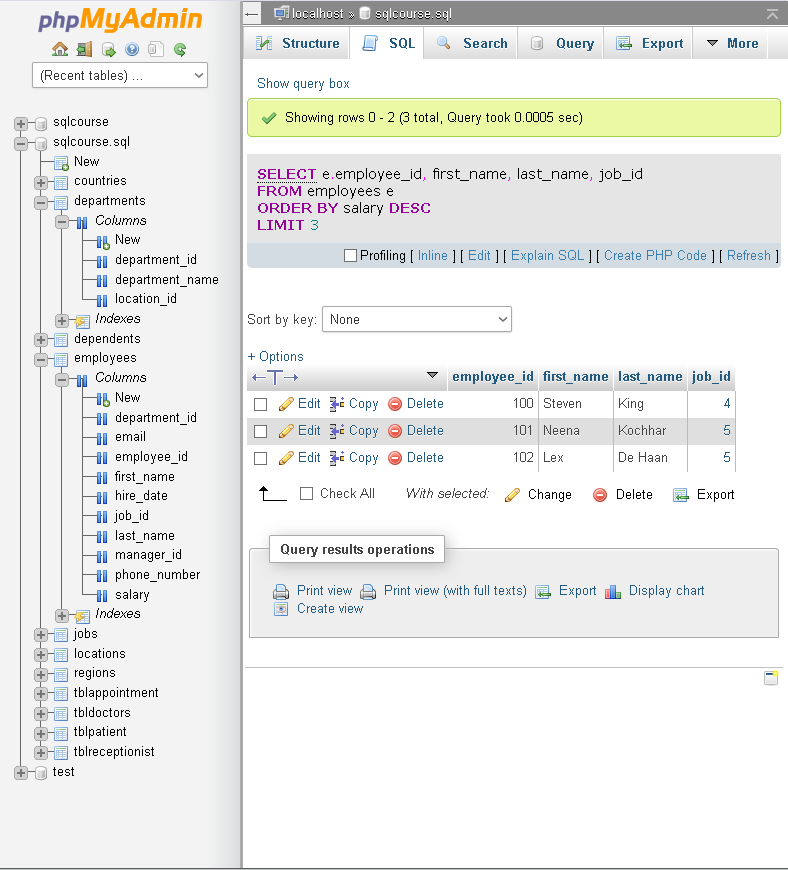 phpMyAdmin
(Recent tables) ...
sqlcourse
sqlcourse.sql
New
countries
departments
Columns
New
department_id
department_name
location_id
Indexes
dependents
employees
Columns
New
department_id
email
employee_id
first_name
hire_date
job_id
last_name
manager_id
phone_number
salary
Indexes
jobs
locations
regions
tblappointment
tbldoctors
tblpatient
tblreceptionist
test
localhost » sqlcourse.sql
Structure SQL Search Query Export More
Show query box
Showing rows 0 - 2 (3 total, Query took 0.0005 sec)
SELECT e.employee_id, first_name, last_name, job_id
FROM employees e
ORDER BY salary DESC
LIMIT 3
Profiling [ Inline ] [ Edit ] [ Explain SQL ] [ Create PHP Code ] [ Refresh ]
Sort by key: None
+ Options
employee_id first_name last_name job_id
Edit Copy Delete 100 Steven King 4
Edit Copy Delete 101 Neena Kochhar 5
Edit Copy Delete 102 Lex De Haan 5
Check All With selected: Change Delete Export
Query results operations
Print view Print view (with full texts) Export Display chart
Create view